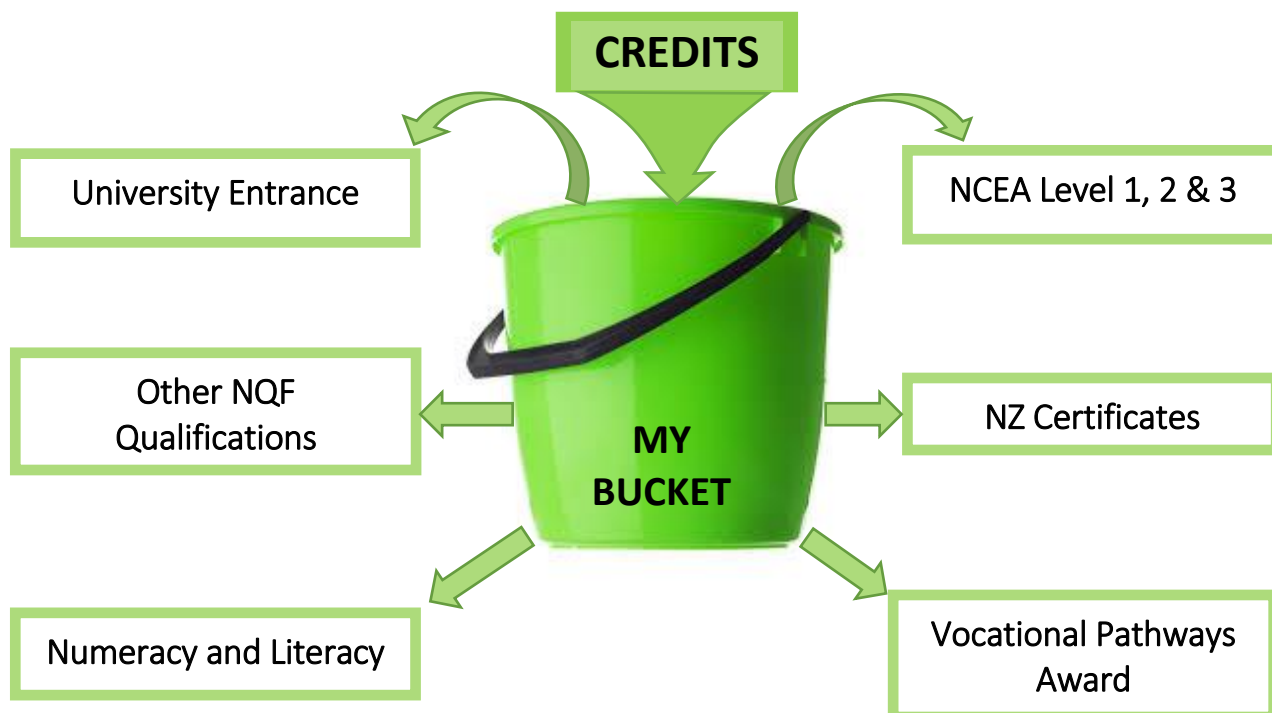 CREDITS
University Entrance
NCEA Level 1, 2 & 3
Other NQF
Qualifications
NZ Certificates
MY
BUCKET
Numeracy and Literacy
Vocational Pathways
Award